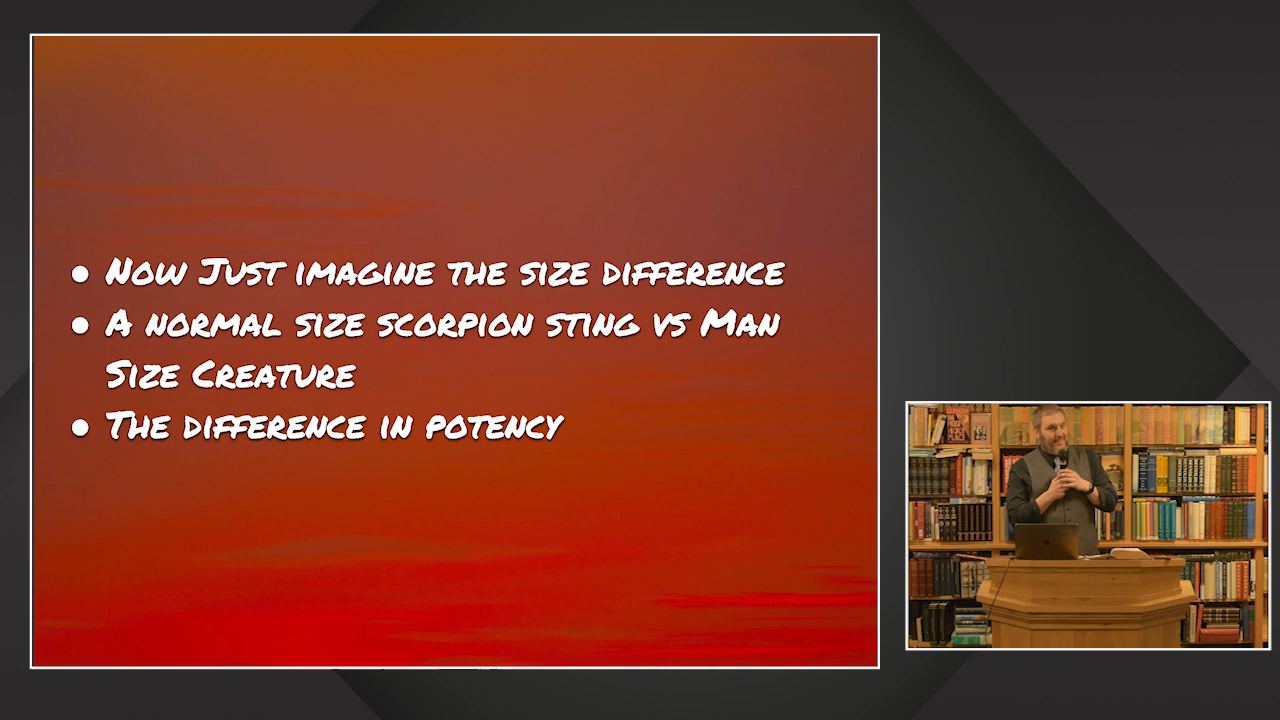 • Now Just imagine the size difference
• A normal size scorpion sting vs Man
Size Creature
• The difference in potency